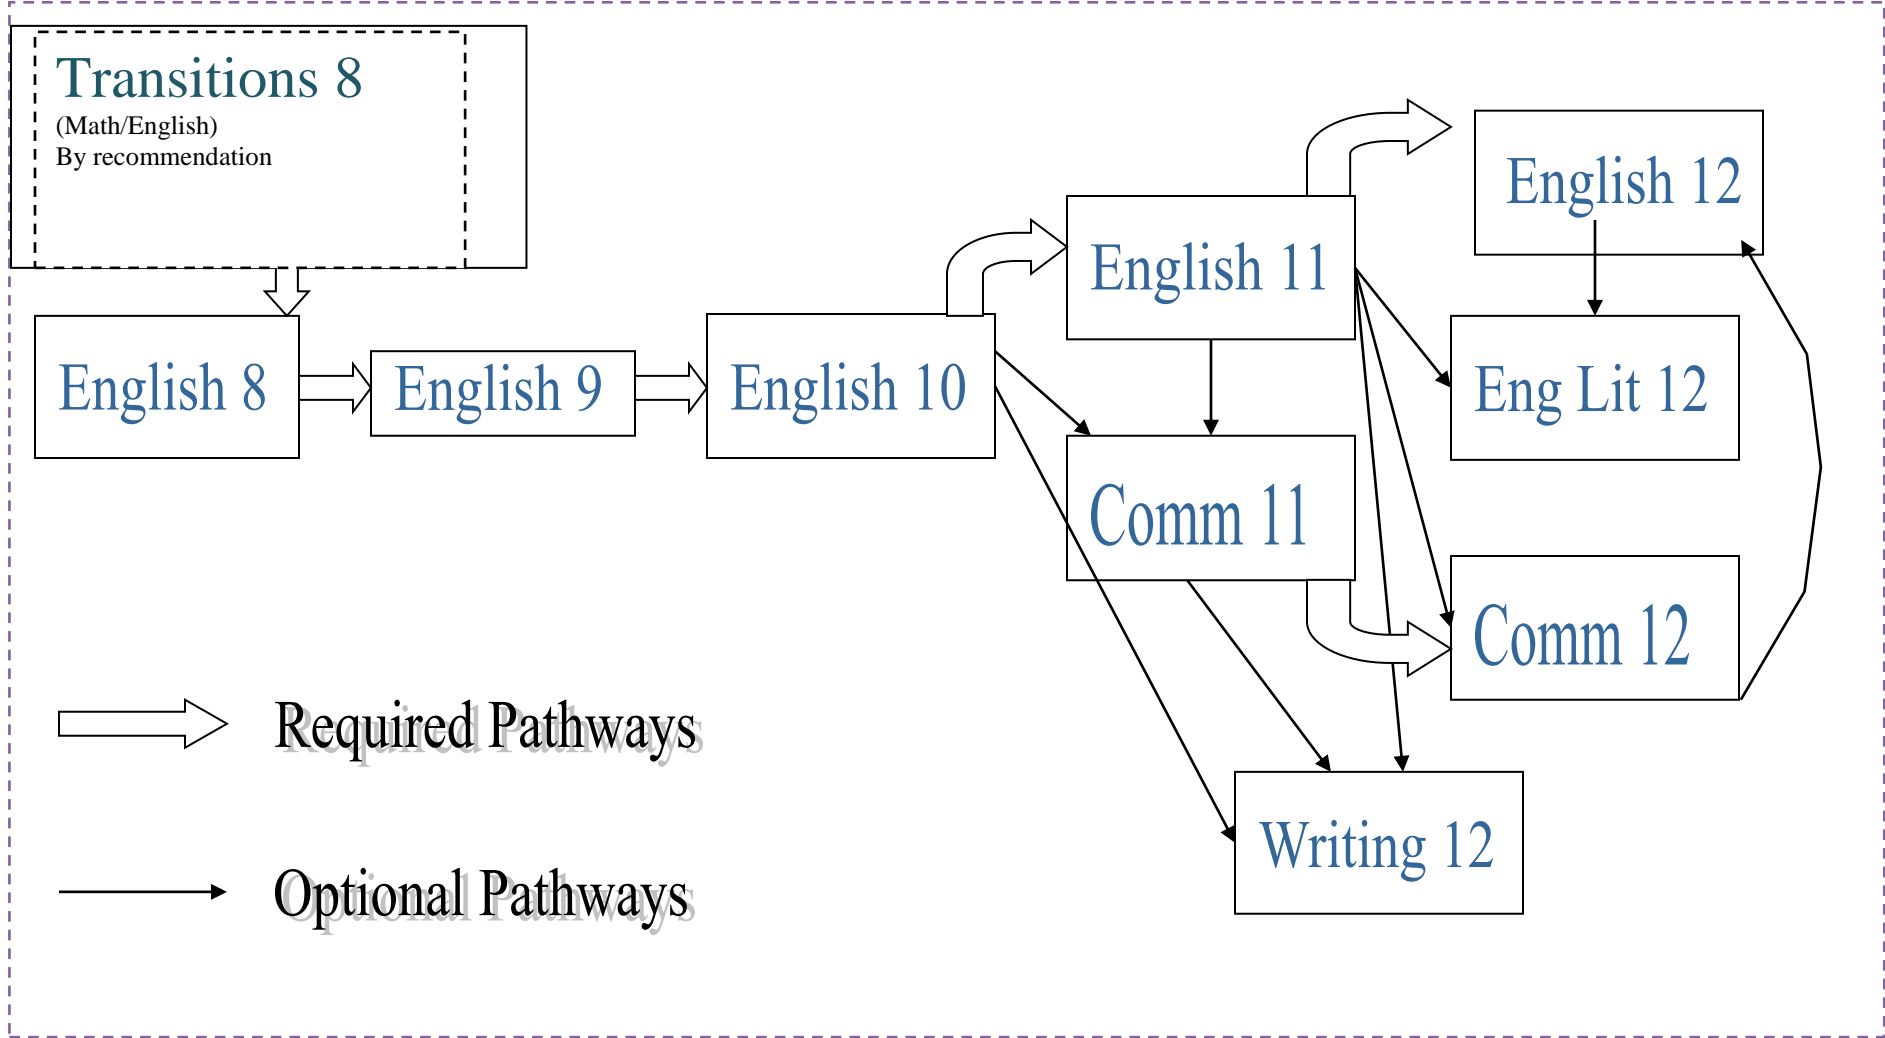 Transitions 8
(Math/English)
By recommendation
English 8
English 9
English 10
English 11
Comm 11
English 12
Eng Lit 12
Comm 12
Writing 12
Required Pathways
Optional Pathways